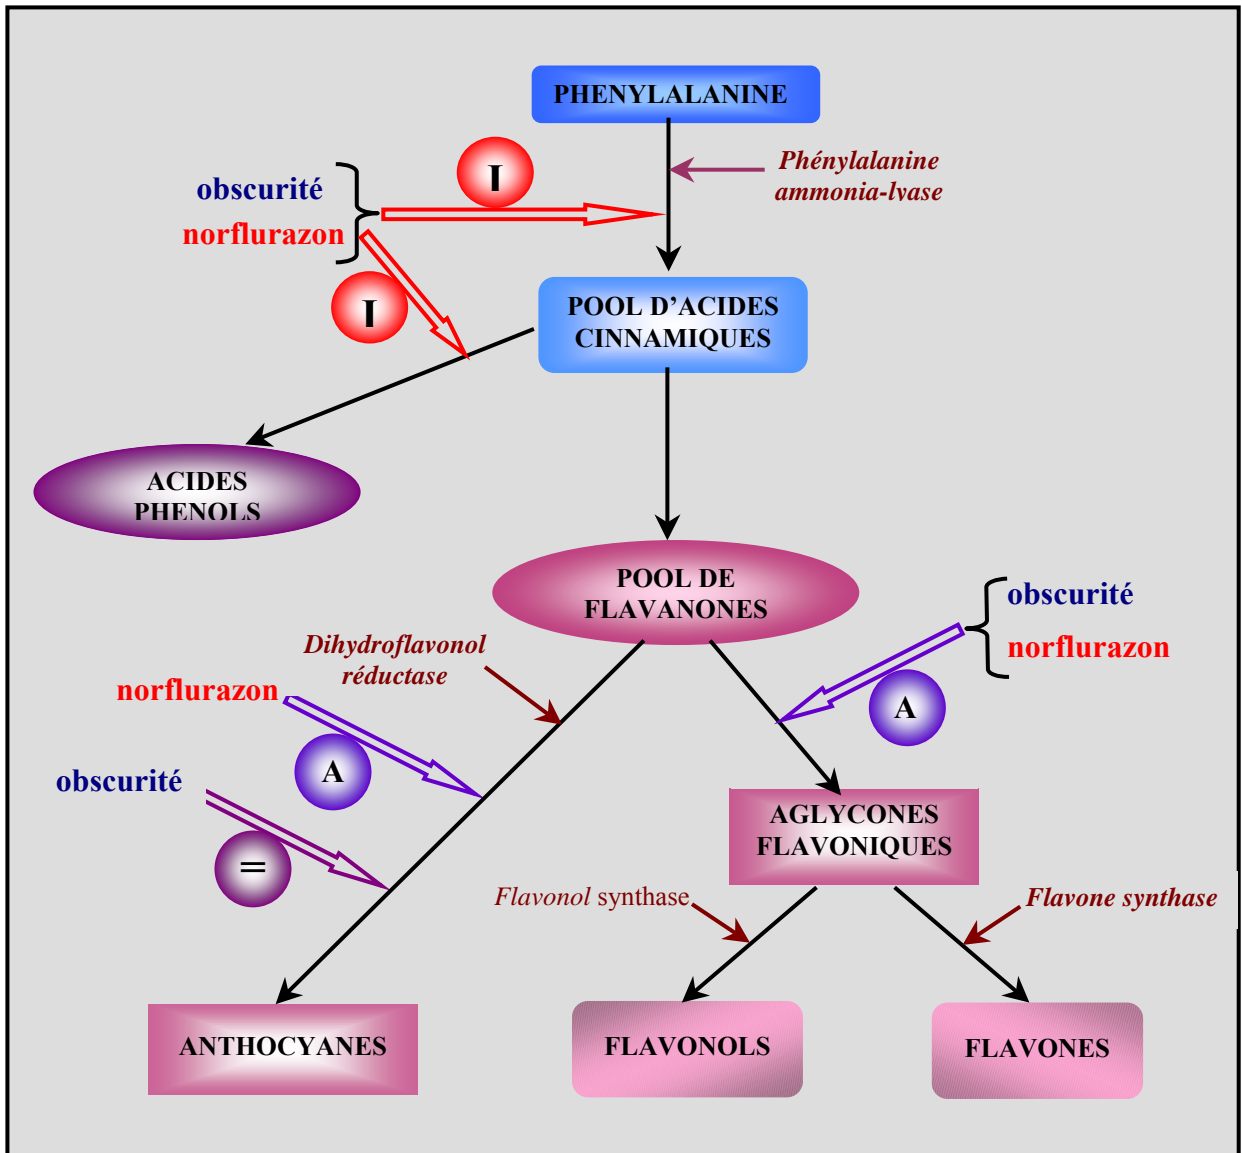 PHENYLALANINE
Phénylalanine
ammonia-lyase
I
obscurité
norflurazon
I
POOL D’ACIDES
CINNAMIQUES
ACIDES
PHENOLS
POOL DE
FLAVANONES
obscurité
norflurazon
A
Dihydroflavonol
réductase
norflurazon
A
obscurité
=
AGLYCONES
FLAVONIQUES
Flavonol synthase
Flavone synthase
ANTHOCYANES
FLAVONOLS
FLAVONES